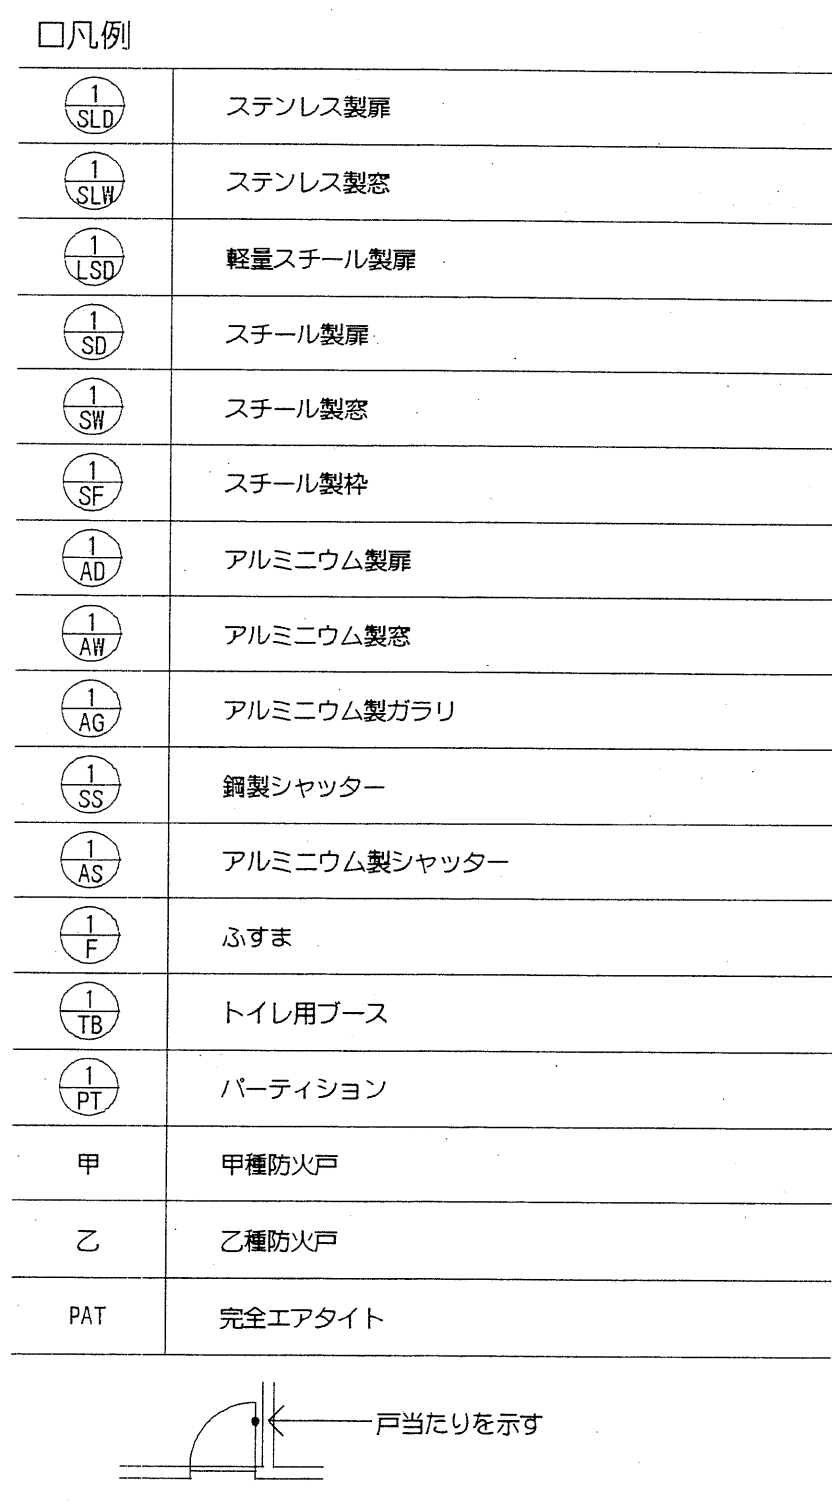 □凡例
1
SLD ステンレス製扉
1
SLW ステンレス製窓
1
LSD 軽量スチール製扉
1
SD スチール製扉
1
SW スチール製窓
1
SF スチール製枠
1
AD アルミニウム製扉
1
AW アルミニウム製窓
1
AG アルミニウム製ガラリ
1
SS 鋼製シャッター
1
AS アルミニウム製シャッター
1
F ふすま
1
TB トイレ用ブース
1
PT パーティション
甲 甲種防火戸
乙 乙種防火戸
PAT 完全エアタイト
戸当たりを示す